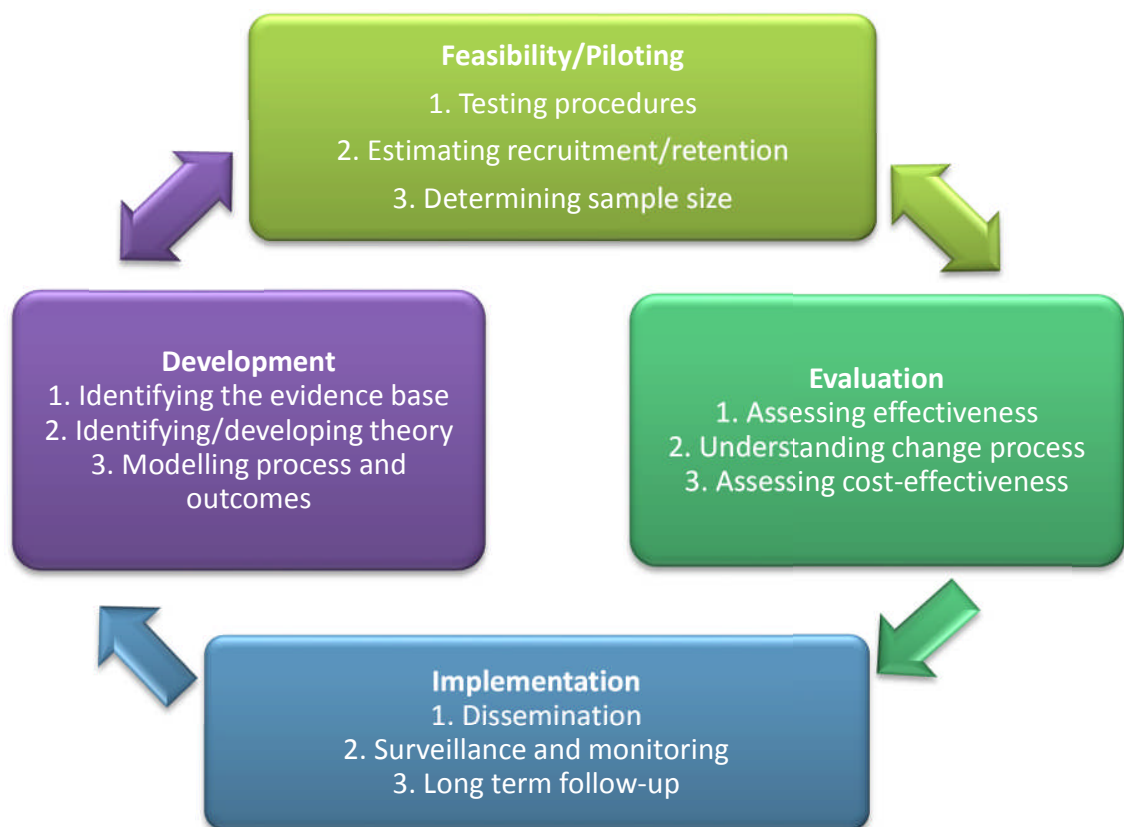 Feasibility/Piloting
1. Testing procedures
2. Estimating recruitment/retention
3. Determining sample size
Development
1. Identifying the evidence base
2. Identifying/developing theory
3. Modelling process and
outcomes
Evaluation
1. Assessing effectiveness
2. Understanding change process
3. Assessing cost-effectiveness
Implementation
1. Dissemination
2. Surveillance and monitoring
3. Long term follow-up